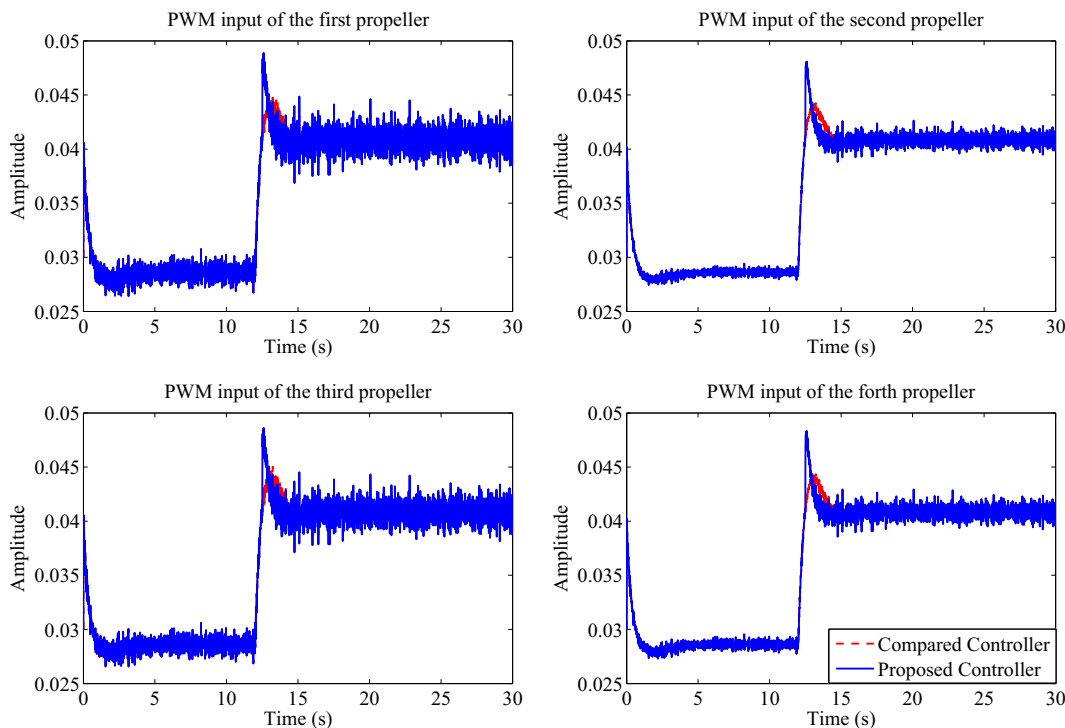 PWM input of the first propeller
0.05
0.045
0.04
0.035
0.03
0.025
Amplitude
0 5 10 15 20 25 30
Time (s)
PWM input of the second propeller
0.05
0.045
0.04
0.035
0.03
0.025
Amplitude
0 5 10 15 20 25 30
Time (s)
PWM input of the third propeller
0.05
0.045
0.04
0.035
0.03
0.025
Amplitude
0 5 10 15 20 25 30
Time (s)
PWM input of the forth propeller
0.05
0.045
0.04
0.035
0.03
0.025
Amplitude
Compared Controller
Proposed Controller
0 5 10 15 20 25 30
Time (s)